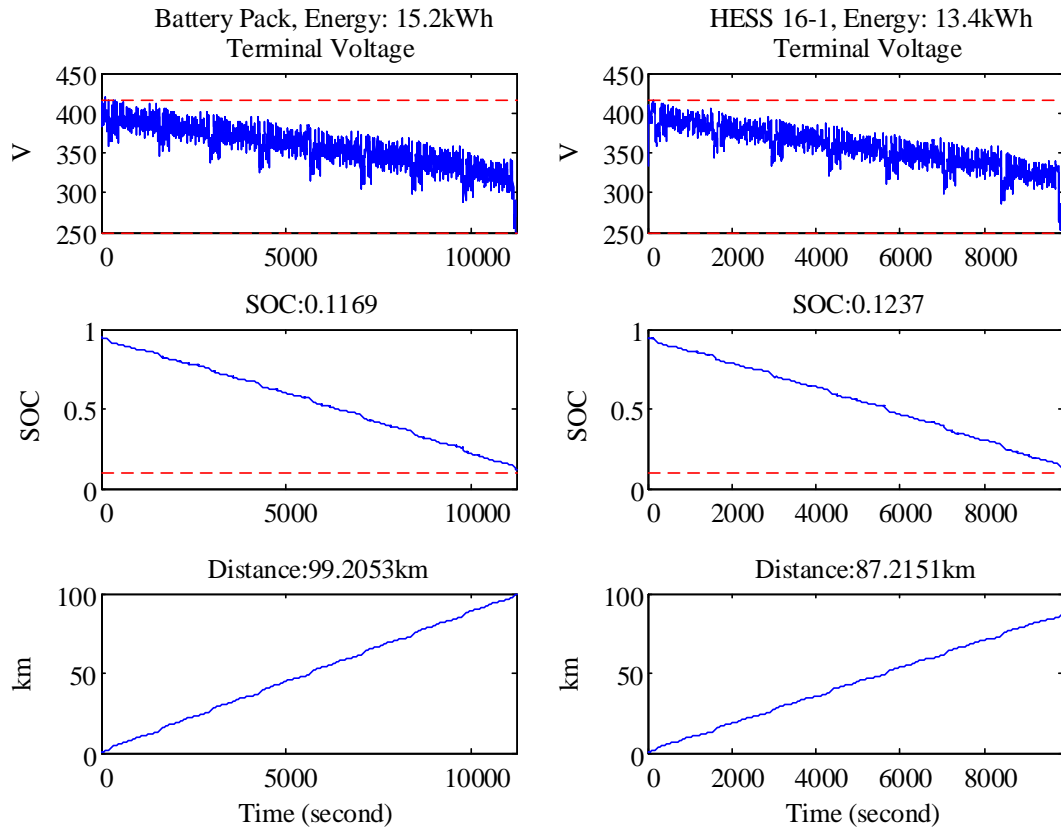 Battery Pack, Energy: 15.2kWh
Terminal Voltage
450
400
350
300
250
V
0
5000
10000
HESS 16-1, Energy: 13.4kWh
Terminal Voltage
450
400
350
300
250
V
0
2000
4000
6000
8000
SOC:0.1169
1
0.5
0
SOC
0
5000
10000
SOC:0.1237
1
0.5
0
SOC
0
2000
4000
6000
8000
Distance:99.2053km
100
50
0
km
0
5000
10000
Time (second)
Distance:87.2151km
100
50
0
km
0
2000
4000
6000
8000
Time (second)